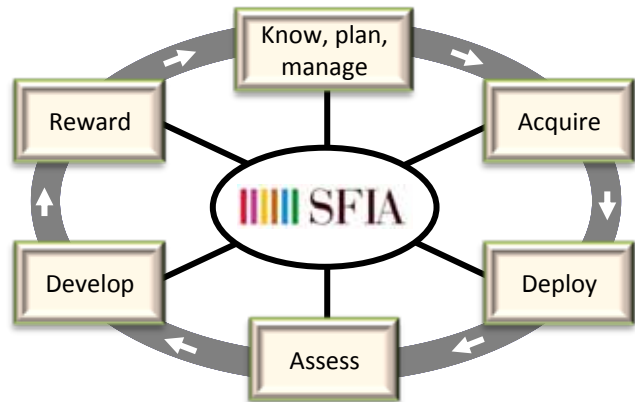 Know, plan,
manage
Reward
Acquire
SFIA
Develop
Deploy
Assess